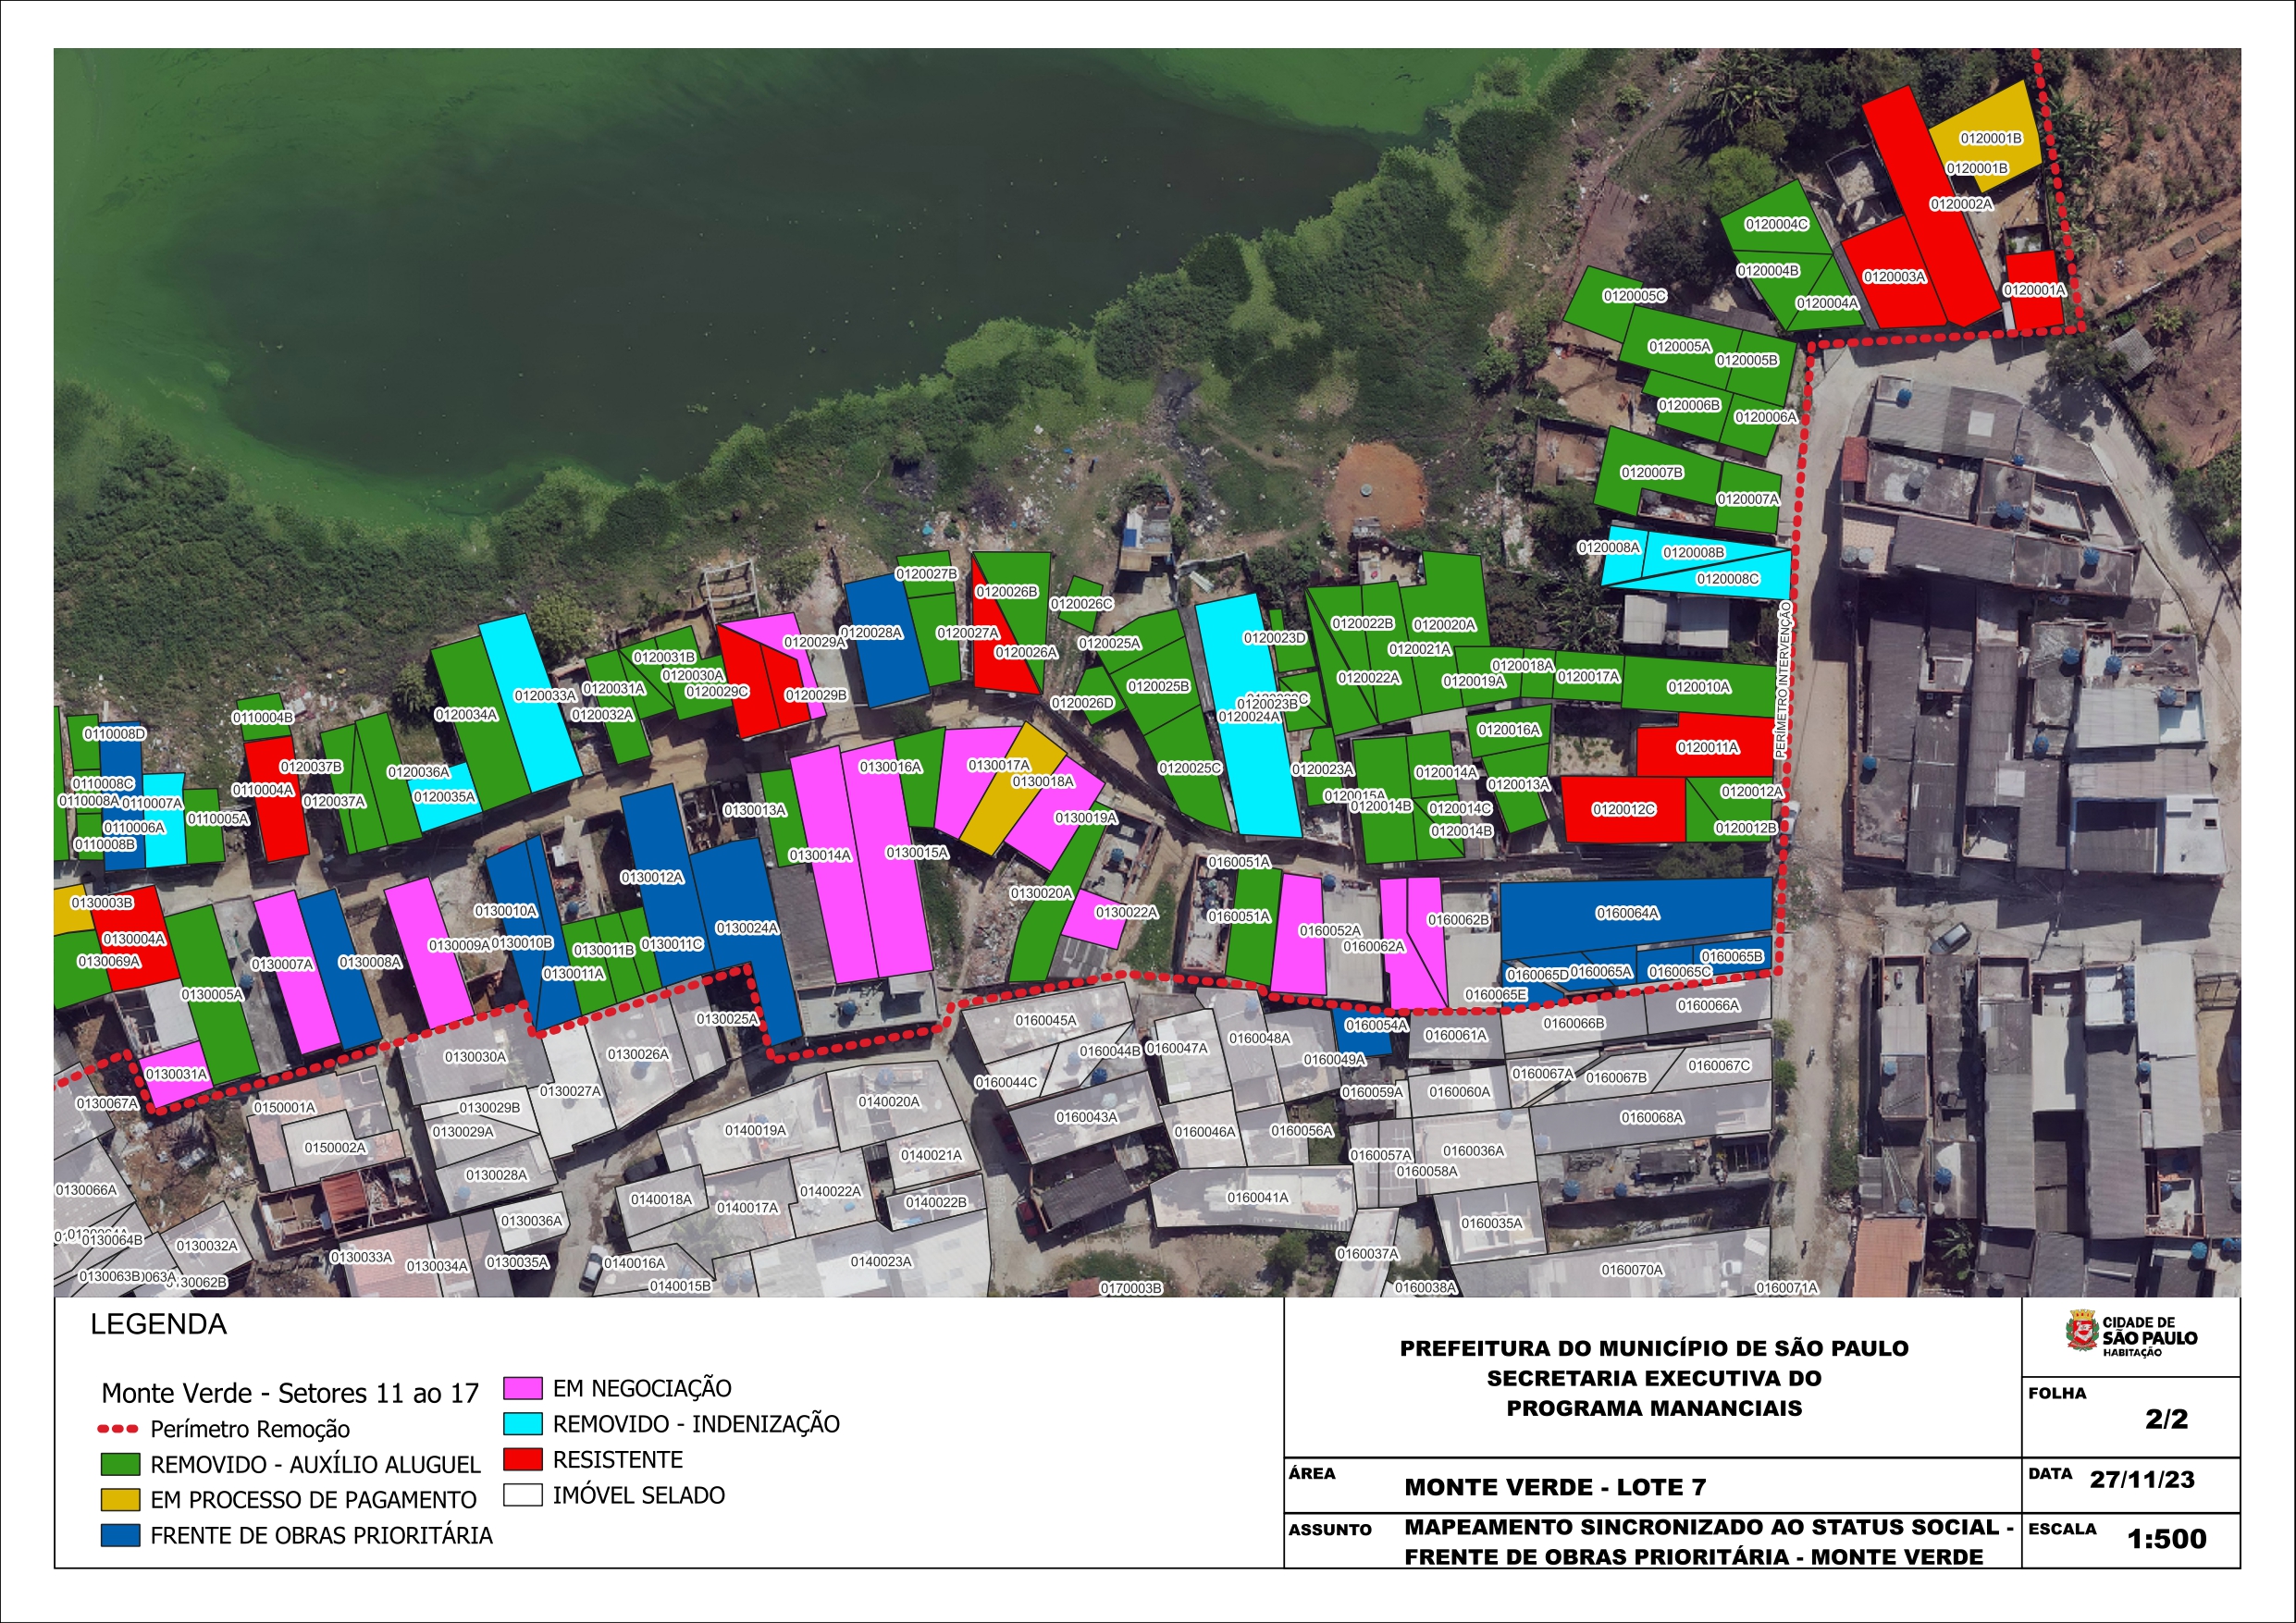 0120001B
0120001B
0120002A
0120004C
0120004B
0120003A
0120001A
0120005C
0120004A
0120005A
0120005B
0120006B
0120006A
0120007B
0120007A
0120008A
0120008B
0120008C
0120027B
0120026B
0120026C
0120028A
0120027A
0120029A
0120026A
0120025A
0120023D
0120022B
0120020A
0120021A
PERÍMETRO INTERVENÇÃO
0120031B
0120030A
0120029C
0120031A
0120033A
0120029B
0120025B
0120022A
0120019A
0120018A
0120017A
0120010A
0120034A
0120032A
0120026D
0120023B
0120024A
0120016A
0120011A
0110004B
0110008D
0120037B
0120036A
0130016A
0130017A
0130018A
0120025C
0120023A
0120014A
0120013A
0120012A
0110008C
0110004A
0120035A
0110008A
0110007A
0120037A
0130013A
0120015A
0120014B
0120014C
0120012C
0110005A
0130019A
0110006A
0120014B
0120012B
0110008B
0130014A
0130015A
0160051A
0130012A
0130020A
0130003B
0130010A
0130022A
0160051A
0160062B
0160064A
0130004A
0130024A
0160052A
0130009A
0130010B
0130011B
0130011C
0160062A
0130069A
0130007A
0130008A
0130011A
0160065D
0160065A
0160065C
0160065B
0130005A
0160065E
0160066A
0130025A
0160045A
0160054A
0160066B
0160061A
0130030A
0130026A
0160044B
0160047A
0160048A
0160049A
0130031A
0160044C
0160067A
0160067B
0160067C
0130067A
0130027A
0160059A
0160060A
0150001A
0130029B
0140020A
0160043A
0160068A
0130029A
0140019A
0160046A
0160056A
0150002A
0140021A
0160057A
0160036A
0130028A
0160058A
0130066A
0140018A
0140022A
0160041A
0140017A
0140022B
0130036A
0160035A
0130064B
0130032A
0130033A
0130034A
0130035A
0140016A
0140023A
0160037A
0160070A
0130063B
063A
0130062B
0140015B
0170003B
0160038A
0160071A
LEGENDA
Monte Verde - Setores 11 ao 17
Perímetro Remoção
REMOVIDO - AUXÍLIO ALUGUEL
EM PROCESSO DE PAGAMENTO
FRENTE DE OBRAS PRIORITÁRIA
EM NEGOCIAÇÃO
REMOVIDO - INDENIZAÇÃO
RESISTENTE
IMÓVEL SELADO
PREFEITURA DO MUNICÍPIO DE SÃO PAULO
SECRETARIA EXECUTIVA DO
PROGRAMA MANANCIAIS
ÁREA
MONTE VERDE - LOTE 7
ASSUNTO
MAPEAMENTO SINCRONIZADO AO STATUS SOCIAL -
FRENTE DE OBRAS PRIORITÁRIA - MONTE VERDE
CIDADE DE
SÃO PAULO
HABITAÇÃO
FOLHA
2/2
DATA 27/11/23
ESCALA 1:500